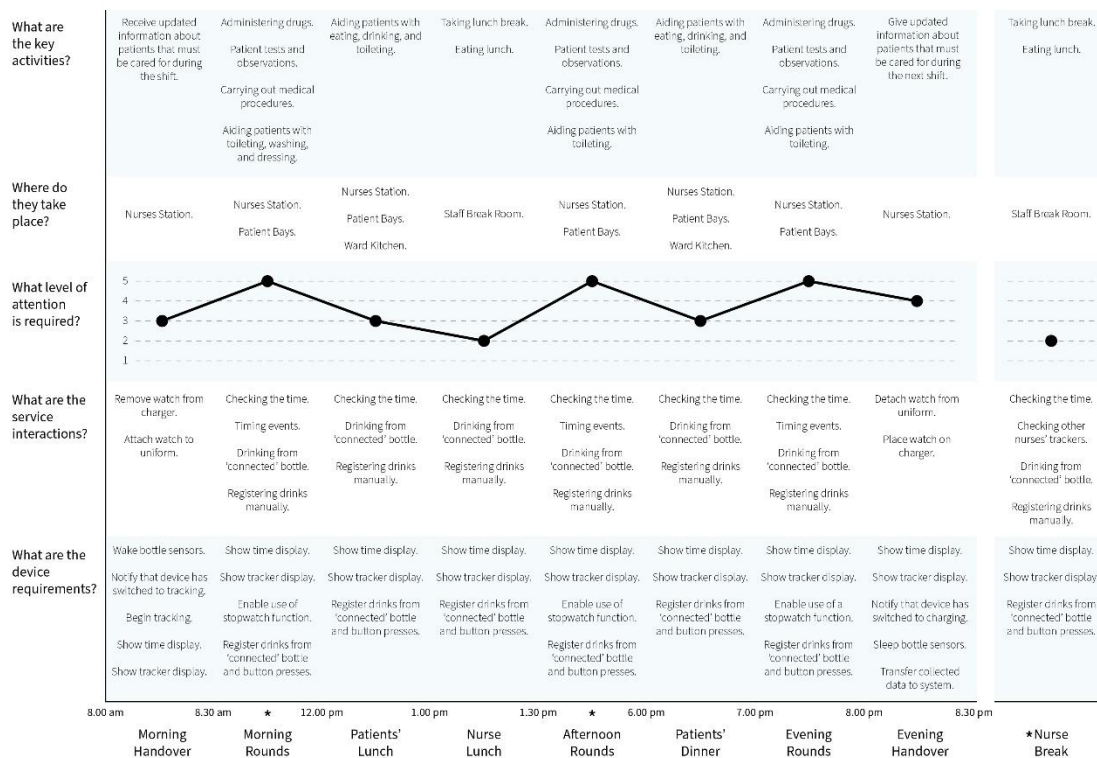 What are
the key
activities?
Receive updated
information about
patients that must
be cared for during
the shift.
Administering drugs.
Patient tests and
observations.
Carrying out medical
procedures.
Aiding patients with
toileting, washing,
and dressing.
Aiding patients with
eating, drinking, and
toileting.
Taking lunch break.
Eating lunch.
Administering drugs.
Patient tests and
observations.
Carrying out medical
procedures.
Aiding patients with
toileting.
Aiding patients with
eating, drinking, and
toileting.
Administering drugs.
Patient tests and
observations.
Carrying out medical
procedures.
Aiding patients with
toileting.
Give updated
information about
patients that must
be cared for during
the next shift.
Taking lunch break.
Eating lunch.
Where do
they take
place?
Nurses Station.
Nurses Station.
Patient Bays.
Nurses Station.
Patient Bays.
Ward Kitchen.
Staff Break Room.
Nurses Station.
Patient Bays.
Nurses Station.
Patient Bays.
Ward Kitchen.
Nurses Station.
Patient Bays.
Nurses Station.
Staff Break Room.
What level of
attention
is required?
5
4
3
2
1
What are the
service
interactions?
Remove watch from
charger.
Attach watch to
uniform.
Checking the time.
Timing events.
Drinking from
'connected' bottle.
Registering drinks
manually.
Checking the time.
Drinking from
'connected' bottle.
Registering drinks
manually.
Checking the time.
Drinking from
'connected' bottle.
Registering drinks
manually.
Checking the time.
Timing events.
Drinking from
'connected' bottle.
Registering drinks
manually.
Checking the time.
Drinking from
'connected' bottle.
Registering drinks
manually.
Checking the time.
Timing events.
Drinking from
'connected' bottle.
Registering drinks
manually.
Detach watch from
uniform.
Place watch on
charger.
Checking the time.
Checking other
nurses' trackers.
Drinking from
'connected' bottle.
Registering drinks
manually.
What are the
device
requirements?
Wake bottle sensors.
Notify that device has
switched to tracking.
Begin tracking.
Show time display.
Show tracker display.
Show time display.
Show tracker display.
Enable use of
stopwatch function.
Register drinks from
'connected' bottle
and button presses.
Show time display.
Show tracker display.
Register drinks from
'connected' bottle
and button presses.
Show time display.
Show tracker display.
Register drinks from
'connected' bottle
and button presses.
Show time display.
Show tracker display.
Enable use of
stopwatch function.
Register drinks from
'connected' bottle
and button presses.
Show time display.
Show tracker display.
Register drinks from
'connected' bottle
and button presses.
Show time display.
Show tracker display.
Enable use of a
stopwatch function.
Register drinks from
'connected' bottle
and button presses.
Show time display.
Show tracker display.
Notify that device has
switched to charging.
Sleep bottle sensors.
Transfer collected
data to system.
Show time display.
Show tracker display
Register drinks from
'connected' bottle
and button presses.
8.00 am
8.30 am
★
12.00 pm
1.00 pm
1.30 pm
★
6.00 pm
7.00 pm
8.00 pm
8.30 pm
Morning
Handover
Morning
Rounds
Patients'
Lunch
Nurse
Lunch
Afternoon
Rounds
Patients'
Dinner
Evening
Rounds
Evening
Handover
★Nurse
Break